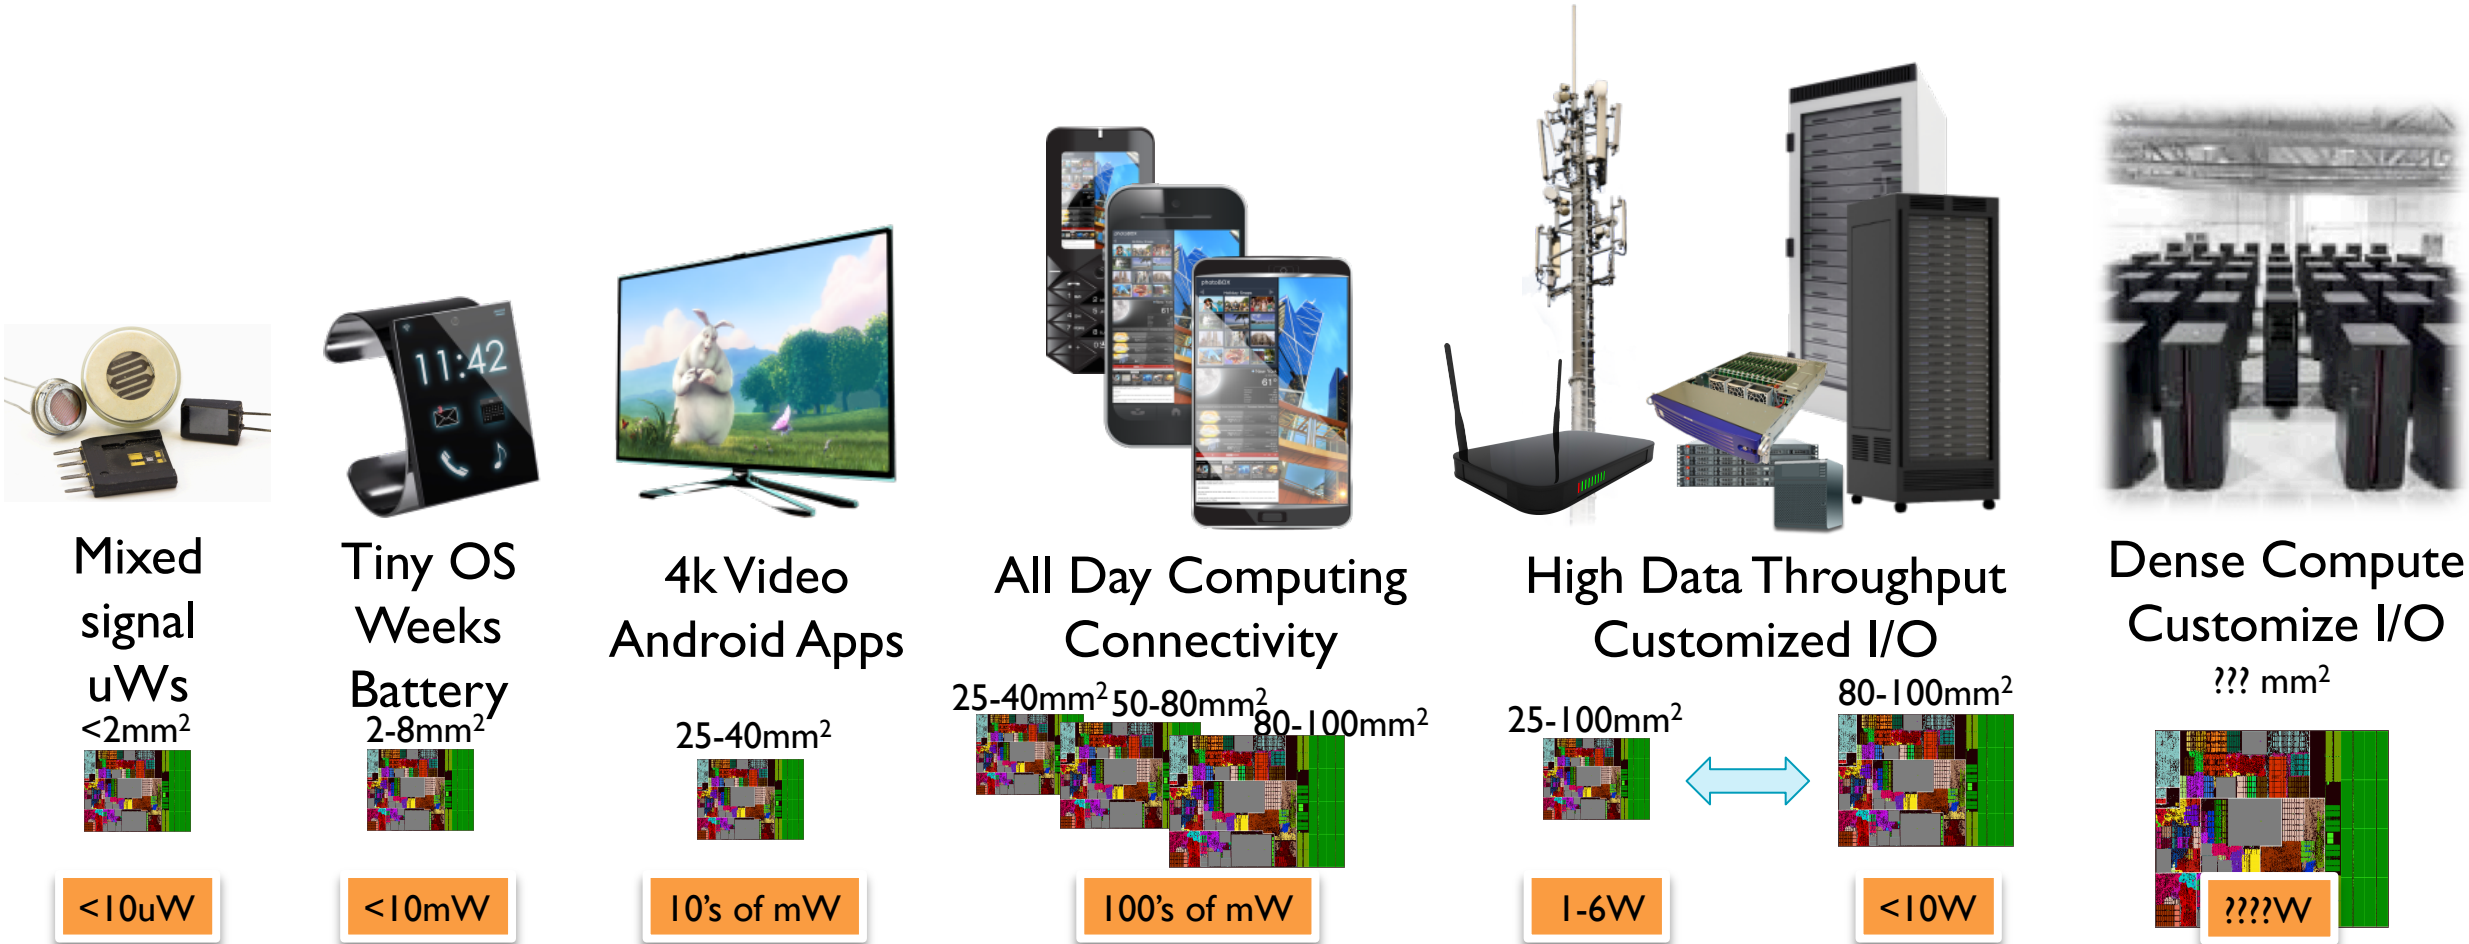 11:42
Mixed
signal
uWs
<2mm²
<10uW
Tiny OS
Weeks
Battery
2-8mm²
<10mW
4k Video
Android Apps
25-40mm²
10's of mW
photoBOX
61°
All Day Computing
Connectivity
25-40mm² 50-80mm²
80-100mm²
100's of mW
High Data Throughput
Customized I/O
25-100mm²
80-100mm²
1-6W
<10W
Dense Compute
Customize I/O
??? mm²
????W